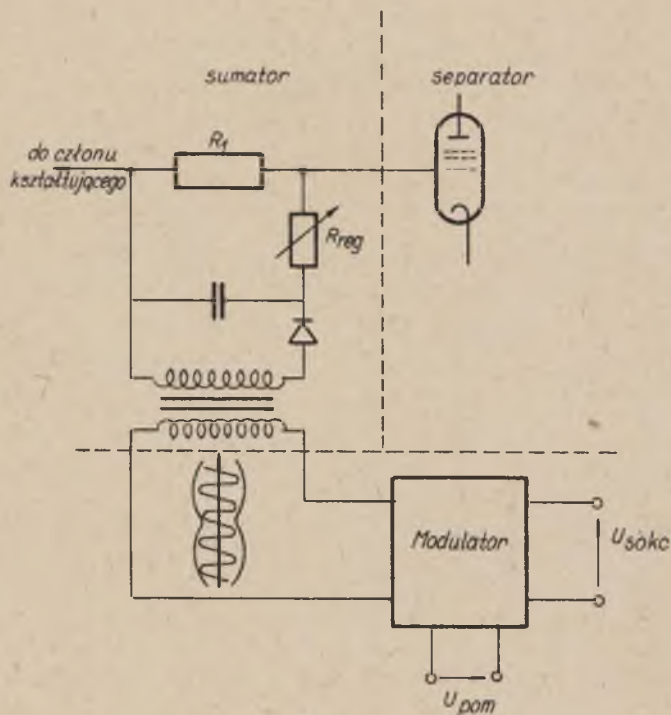 sumator
separator
do członu
kształtującego
R₁
Rreg
Modulator
Usokc
Upom